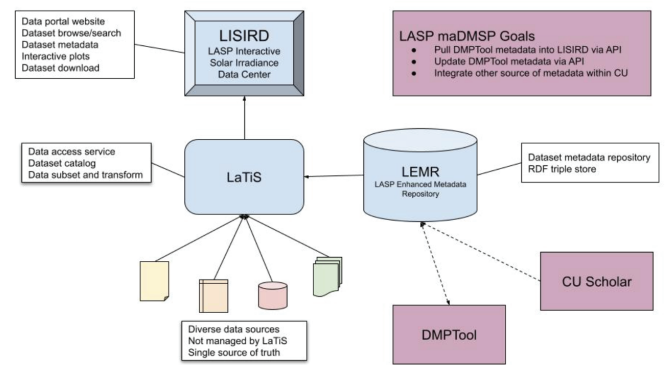 Data portal website
Dataset browse/search
Dataset metadata
Interactive plots
Dataset download
LISIRD
LASP Interactive
Solar Irradiance
Data Center
LASP maDMSP Goals
● Pull DMPTool metadata into LISIRD via API
● Update DMPTool metadata via API
● Integrate other source of metadata within CU
Data access service
Dataset catalog
Data subset and transform
LaTiS
LEMR
LASP Enhanced Metadata
Repository
Dataset metadata repository
RDF triple store
CU Scholar
DMPTool
Diverse data sources
Not managed by LaTiS
Single source of truth